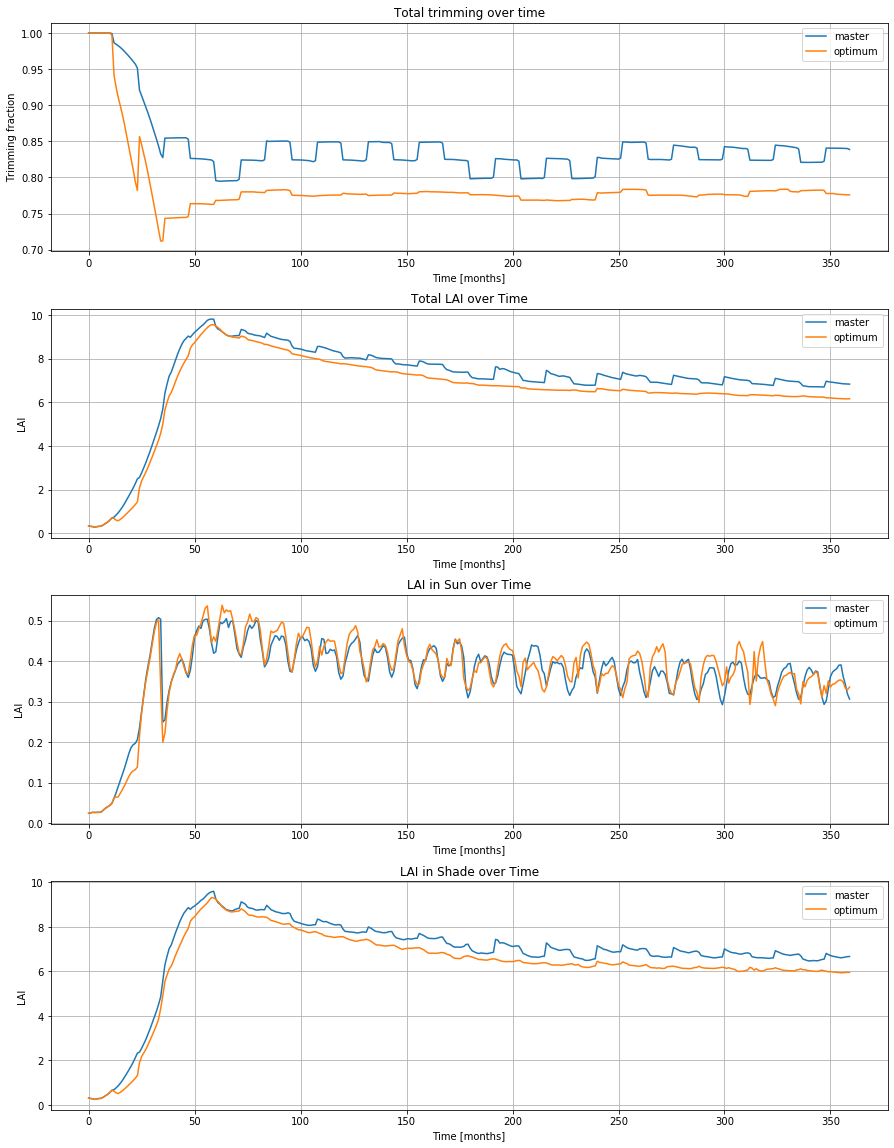 Total trimming over time
master
optimum
Trimming fraction
1.00
0.95
0.90
0.85
0.80
0.75
0.70
0
50
100
150
200
250
300
350
Time [months]
Total LAI over Time
master
optimum
LAI
10
8
6
4
2
0
0
50
100
150
200
250
300
350
Time [months]
LAI in Sun over Time
master
optimum
LAI
0.5
0.4
0.3
0.2
0.1
0.0
0
50
100
150
200
250
300
350
Time [months]
LAI in Shade over Time
master
optimum
LAI
10
8
6
4
2
0
0
50
100
150
200
250
300
350
Time [months]